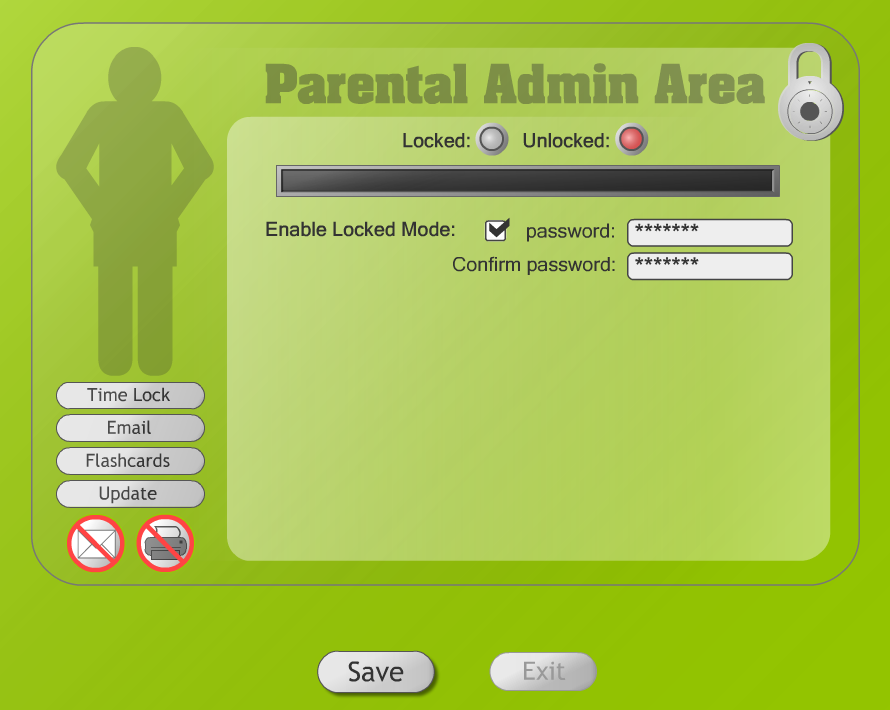 Parental Admin Area
Locked: Unlocked:
Enable Locked Mode: password: *******
Confirm password: *******
Time Lock
Email
Flashcards
Update
Save Exit